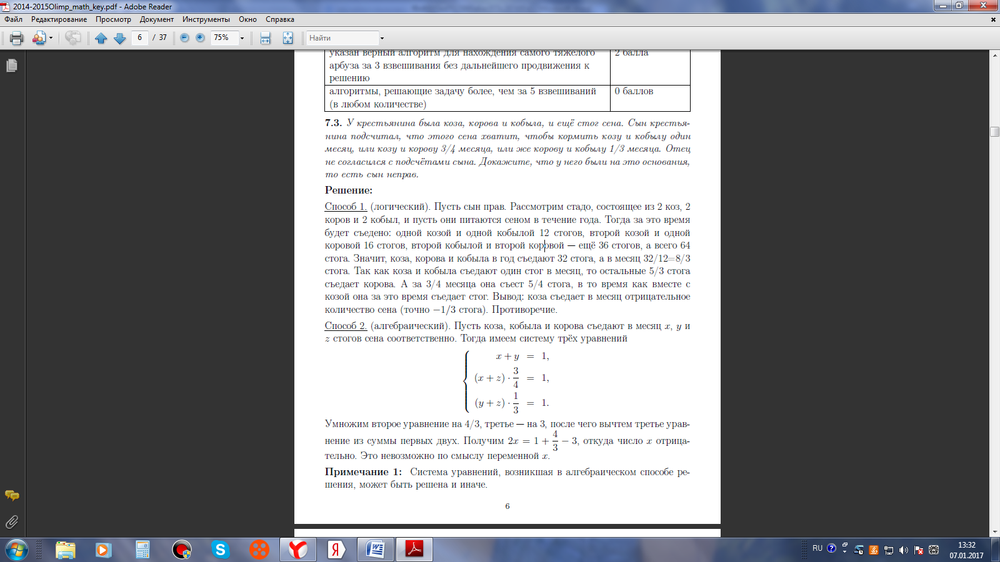 2014-2015Olimp_math_key.pdf - Adobe Reader
Файл Редактирование Просмотр Документ Инструменты Окно Справка
6 / 37 75% Найти
указан верный алгоритм для нахождения самого тяжелого 2 балла
арбуза за 3 взвешивания без дальнейшего продвижения к
решению
алгоритмы, решающие задачу более, чем за 5 взвешиваний 0 баллов
(в любом количестве)
7.3. У крестьянина была коза, корова и кобыла, и ещё стог сена. Сын крестья-
нина подсчитал, что этого сена хватит, чтобы кормить козу и кобылу один
месяц, или козу и корову 3/4 месяца, или же корову и кобылу 1/3 месяца. Отец
не согласился с подсчётами сына. Докажите, что у него были на это основания,
то есть сын неправ.
Решение:
Способ 1. (логический). Пусть сын прав. Рассмотрим стадо, состоящее из 2 коз, 2
коров и 2 кобыл, и пусть они питаются сеном в течение года. Тогда за это время
будет съедено: одной козой и одной кобылой 12 стогов, второй козой и одной
коровой 16 стогов, второй кобылой и второй коровой — ещё 36 стогов, а всего 64
стога. Значит, коза, корова и кобыла в год съедают 32 стога, а в месяц 32/12=8/3
стога. Так как коза и кобыла съедают один стог в месяц, то остальные 5/3 стога
съедает корова. А за 3/4 месяца она съест 5/4 стога, в то время как вместе с
козой она за это время съедает стог. Вывод: коза съедает в месяц отрицательное
количество сена (точно −1/3 стога). Противоречие.
Способ 2. (алгебраический). Пусть коза, кобыла и корова съедают в месяц x, y и
z стогов сена соответственно. Тогда имеем систему трёх уравнений
x + y = 1,
(x + z) · 3/4 = 1,
(y + z) · 1/3 = 1.
Умножим второе уравнение на 4/3, третье — на 3, после чего вычтем третье урав-
нение из суммы первых двух. Получим 2x = 1 + 4/3 − 3, откуда число x отрица-
тельно. Это невозможно по смыслу переменной x.
Примечание 1: Система уравнений, возникшая в алгебраическом способе ре-
шения, может быть решена и иначе.
6
RU 13:32
07.01.2017